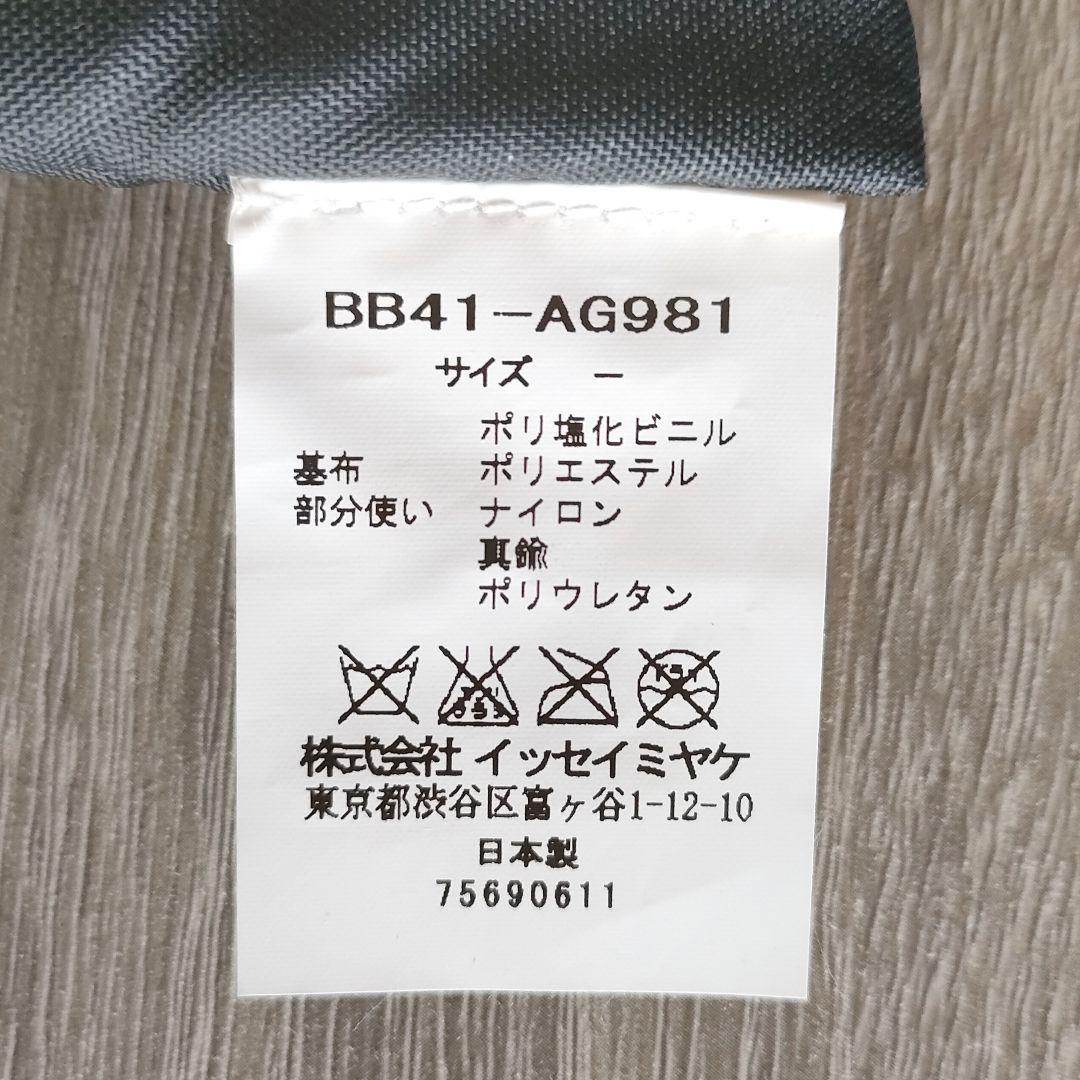 BB41-AG981
サイズ　－
ポリ塩化ビニル
基布　ポリエステル
部分使い　ナイロン
真鍮
ポリウレタン
株式会社 イッセイミヤケ
東京都渋谷区富ヶ谷1-12-10
日本製
75690611